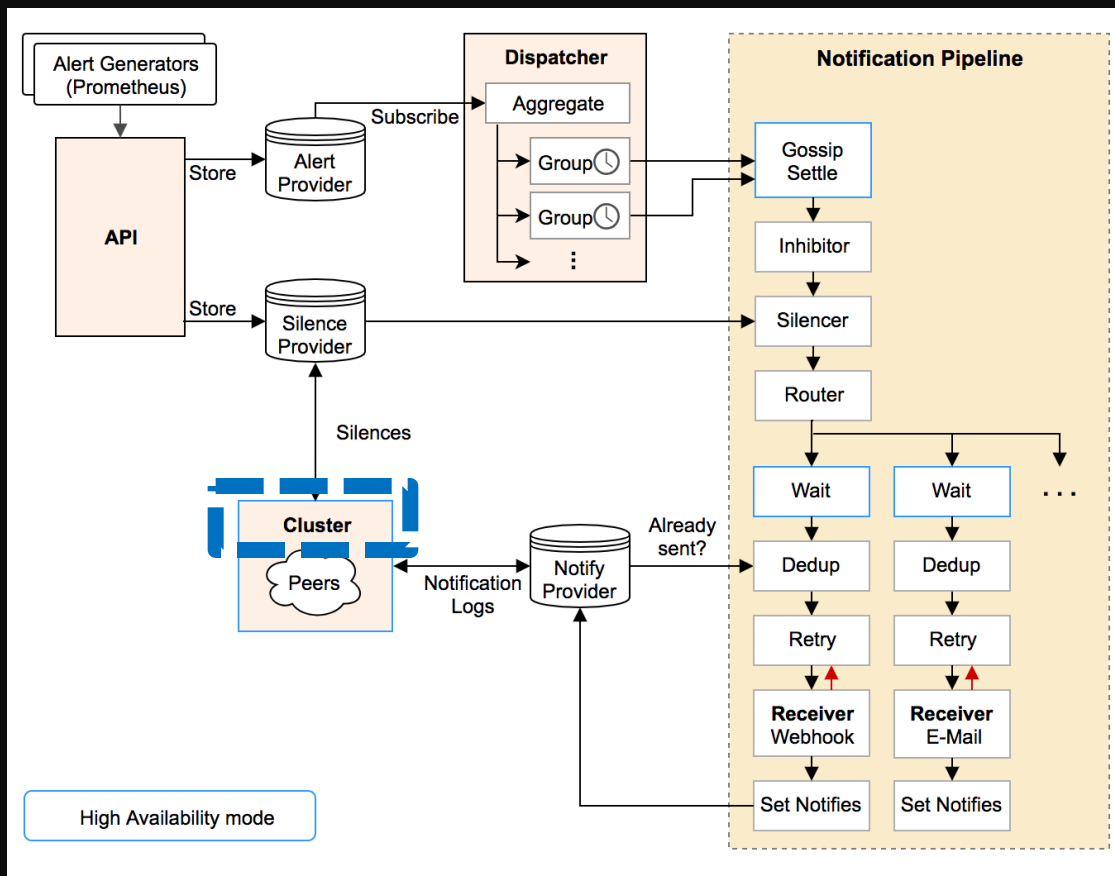 Alert Generators
(Prometheus)
API
Store
Alert
Provider
Subscribe
Dispatcher
Aggregate
Group
Group
⋮
Store
Silence
Provider
Silences
Cluster
Peers
Notification
Logs
Notify
Provider
Already
sent?
Notification Pipeline
Gossip
Settle
Inhibitor
Silencer
Router
Wait
Wait
...
Dedup
Dedup
Retry
Retry
Receiver
Webhook
Receiver
E-Mail
Set Notifies
Set Notifies
High Availability mode